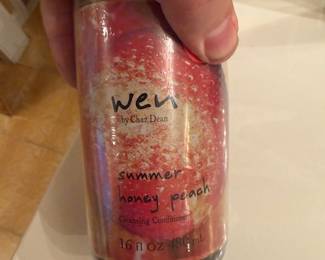 wen
by Chaz Dean
summer
honey peach
Cleansing Conditioner
16 fl oz